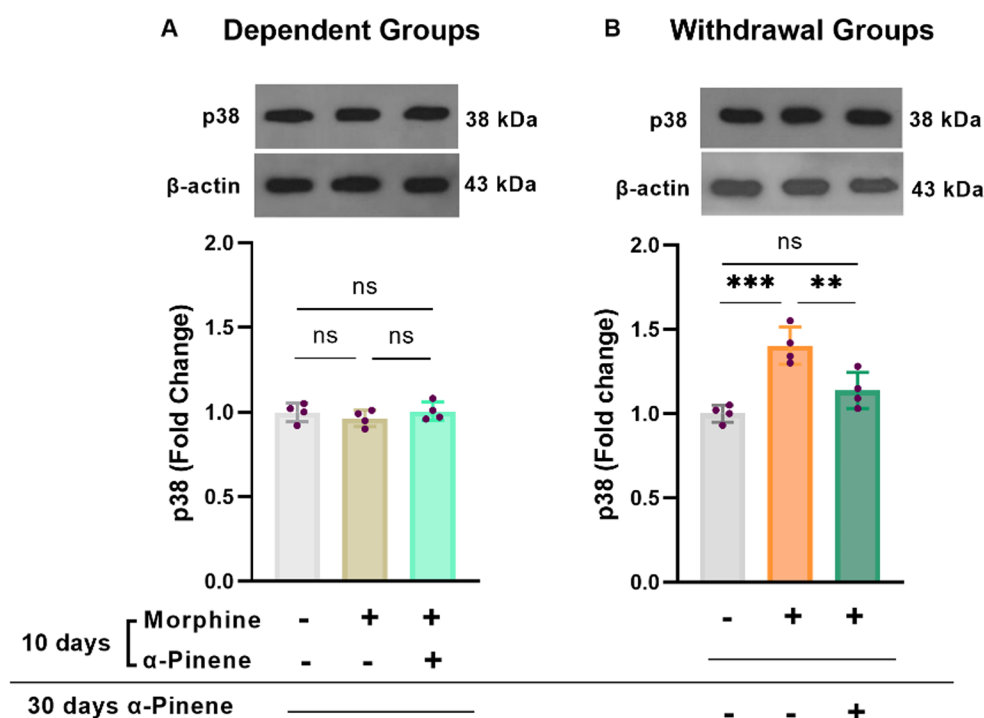 A Dependent Groups
p38 38 kDa
β-actin 43 kDa
2.0
1.5
1.0
0.5
0.0
p38 (Fold Change)
ns
ns ns
Morphine - + +
10 days
α-Pinene - - +
B Withdrawal Groups
p38 38 kDa
β-actin 43 kDa
2.0
1.5
1.0
0.5
0.0
p38 (Fold change)
ns
*** **
- + +
30 days α-Pinene - - +